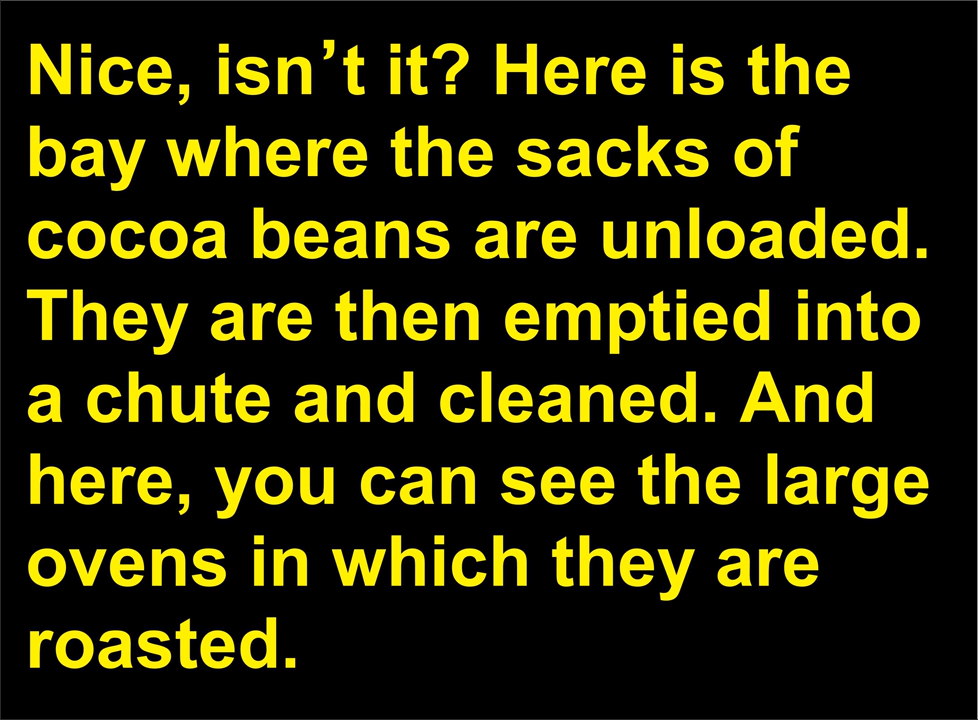 Nice, isn’t it? Here is the
bay where the sacks of
cocoa beans are unloaded.
They are then emptied into
a chute and cleaned. And
here, you can see the large
ovens in which they are
roasted.